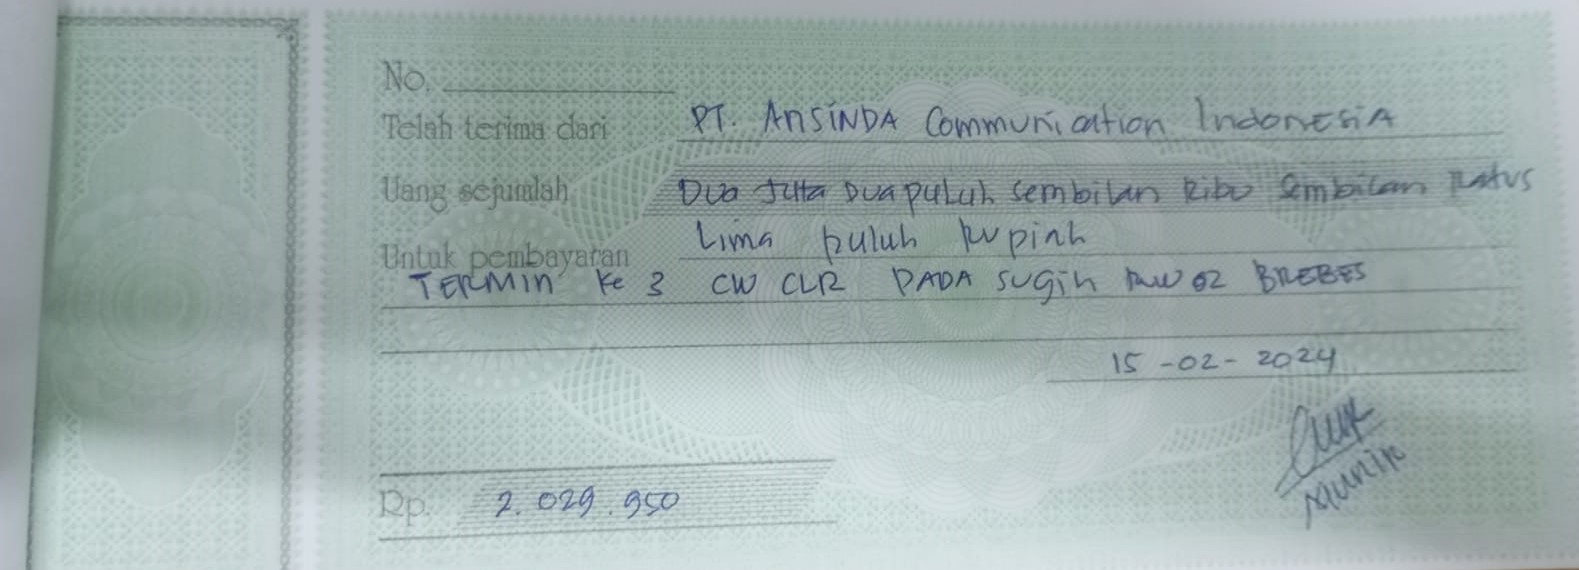 No.
Telah terima dari PT. ANSINDA Communication IndonesiA
Uang sejumlah Dua Juta Dua puluh sembilan Ribu Sembilan Ratus
Lima puluh Rupiah
Untuk pembayaran
TERMIN Ke 3 CW CLR PADA sugih RW 02 BREBES
15 - 02 - 2024
Rp. 2.029.950
Munir